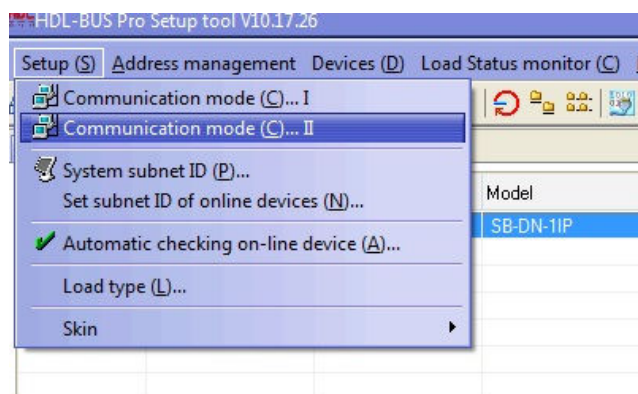 HDL-BUS Pro Setup tool V10.17.26
Setup (S) Address management Devices (D) Load Status monitor (C)
Communication mode (C)... I
Communication mode (C)... II
System subnet ID (P)...
Set subnet ID of online devices (N)...
Model
SB-DN-1IP
Automatic checking on-line device (A)...
Load type (L)...
Skin